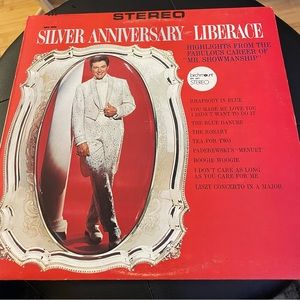 STEREO
SILVER ANNIVERSARY - LIBERACE
HIGHLIGHTS FROM THE
FABULOUS CAREER OF
"MR. SHOWMANSHIP"
STEREO
RHAPSODY IN BLUE
YOU MADE ME LOVE YOU
I DIDN'T WANT TO DO IT
THE BLUE DANUBE
THE ROSARY
TEA FOR TWO
PADEREWSKI'S "MENUET"
BOOGIE WOOGIE
I DON'T CARE AS LONG
AS YOU CARE FOR ME
LISZT CONCERTO IN A MAJOR